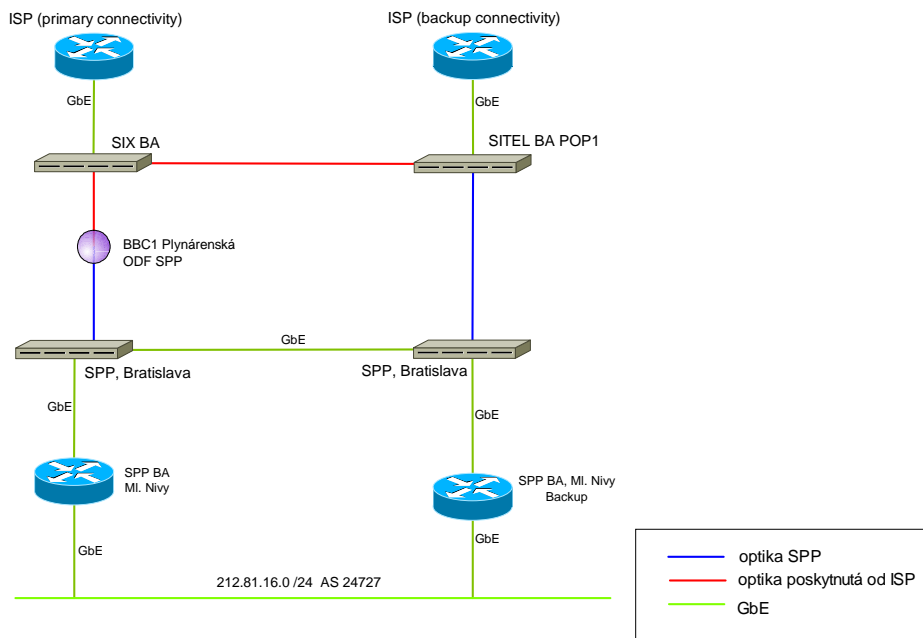 ISP (primary connectivity)
ISP (backup connectivity)
GbE
GbE
SIX BA
SITEL BA POP1
BBC1 Plynárenská
ODF SPP
GbE
SPP, Bratislava
SPP, Bratislava
GbE
GbE
SPP BA
Ml. Nivy
SPP BA, Ml. Nivy
Backup
GbE
GbE
212.81.16.0 /24 AS 24727
optika SPP
optika poskytnutá od ISP
GbE